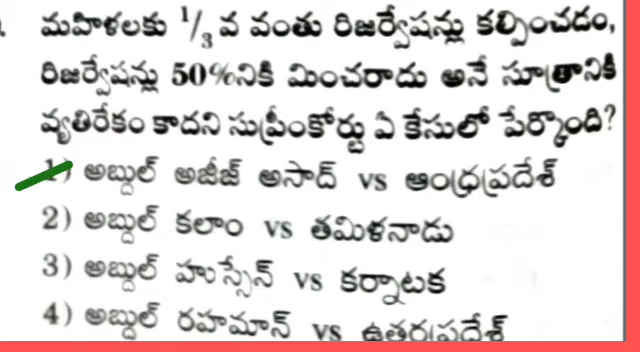 . మహిళలకు 1/3 వ వంతు రిజర్వేషన్లు కల్పించడం,
రిజర్వేషన్లు 50%నికి మించరాదు అనే సూత్రానికి
వ్యతిరేకం కాదని సుప్రీంకోర్టు ఏ కేసులో పేర్కొంది?
1) అబ్దుల్ అజీజ్ అసాద్ vs ఆంధ్రప్రదేశ్
2) అబ్దుల్ కలాం vs తమిళనాడు
3) అబ్దుల్ హుస్సేన్ vs కర్నాటక
4) అబ్దుల్ రహమాన్ vs ఉత్తరప్రదేశ్